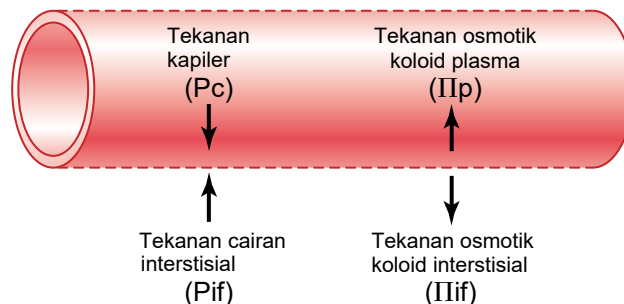 Tekanan
kapiler
(Pc)
Tekanan osmotik
koloid plasma
(Πp)
Tekanan cairan
interstisial
(Pif)
Tekanan osmotik
koloid interstisial
(Πif)